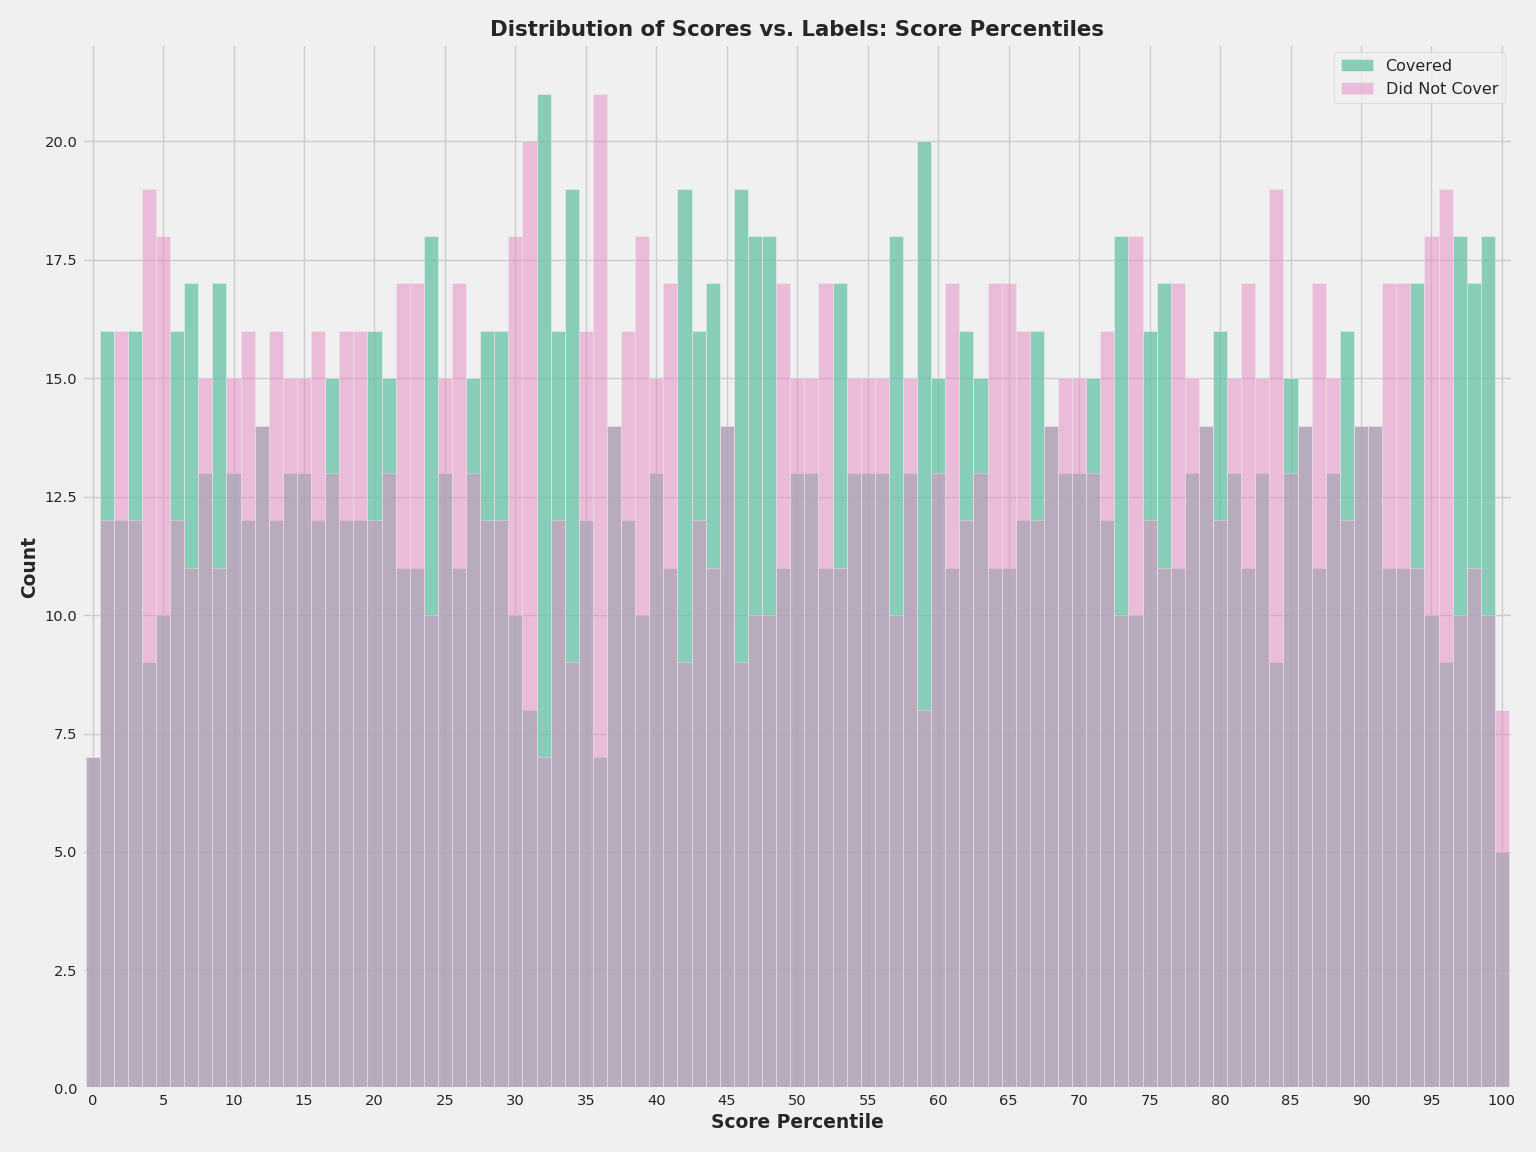 Distribution of Scores vs. Labels: Score Percentiles
Covered
Did Not Cover
20.0
17.5
15.0
12.5
10.0
7.5
5.0
2.5
0.0
Count
0 5 10 15 20 25 30 35 40 45 50 55 60 65 70 75 80 85 90 95 100
Score Percentile